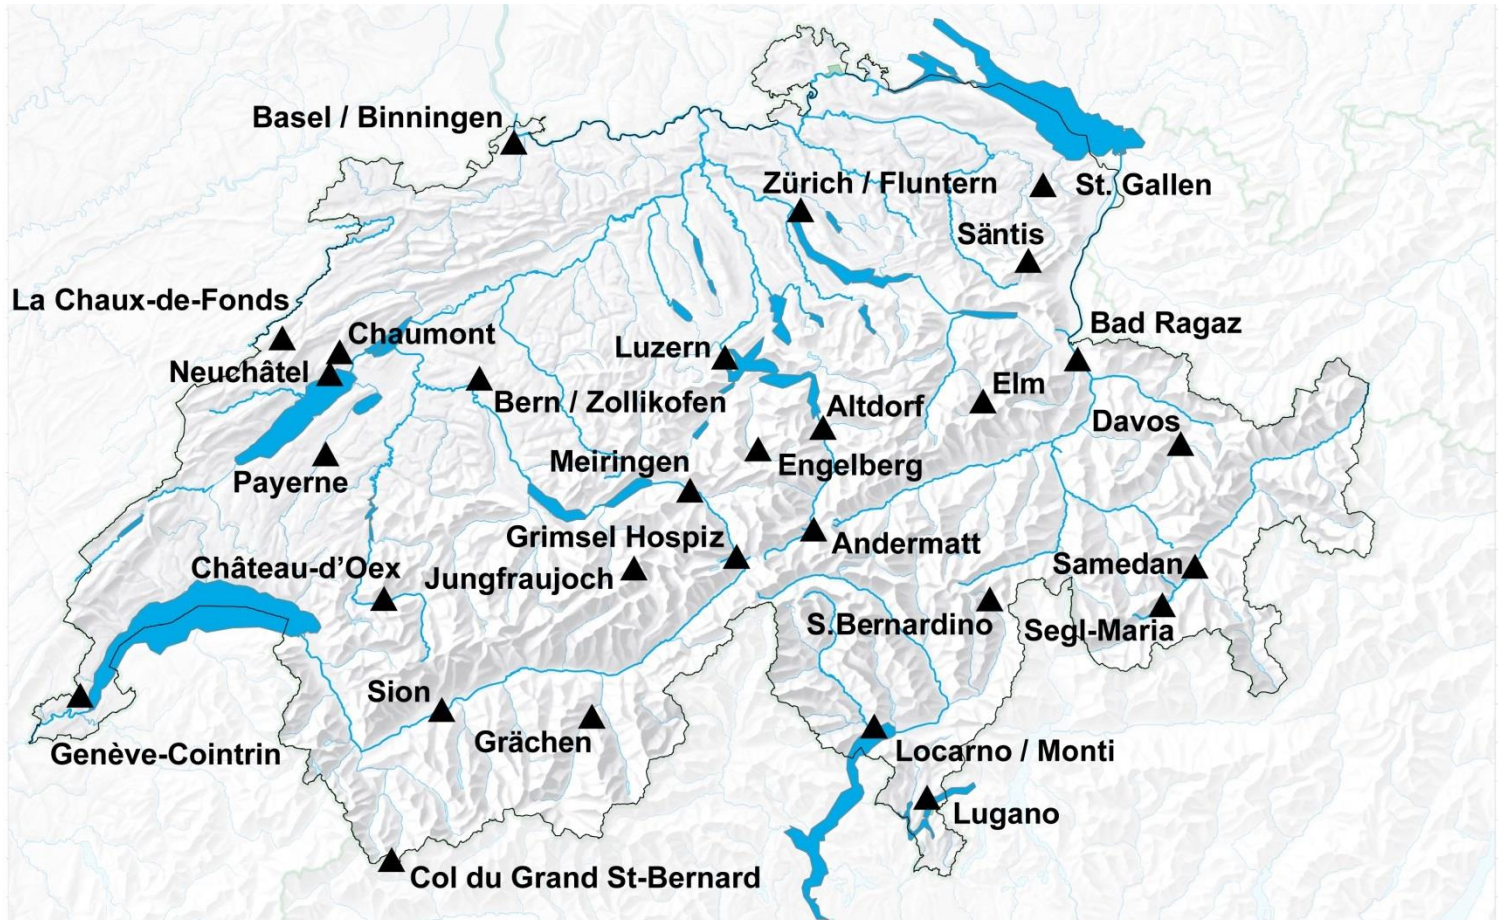 Basel / Binningen
Zürich / Fluntern
St. Gallen
Säntis
La Chaux-de-Fonds
Chaumont
Bad Ragaz
Luzern
Neuchâtel
Elm
Bern / Zollikofen
Altdorf
Davos
Meiringen
Engelberg
Payerne
Grimsel Hospiz
Andermatt
Château-d’Oex
Jungfraujoch
Samedan
S.Bernardino
Segl-Maria
Sion
Grächen
Genève-Cointrin
Locarno / Monti
Lugano
Col du Grand St-Bernard